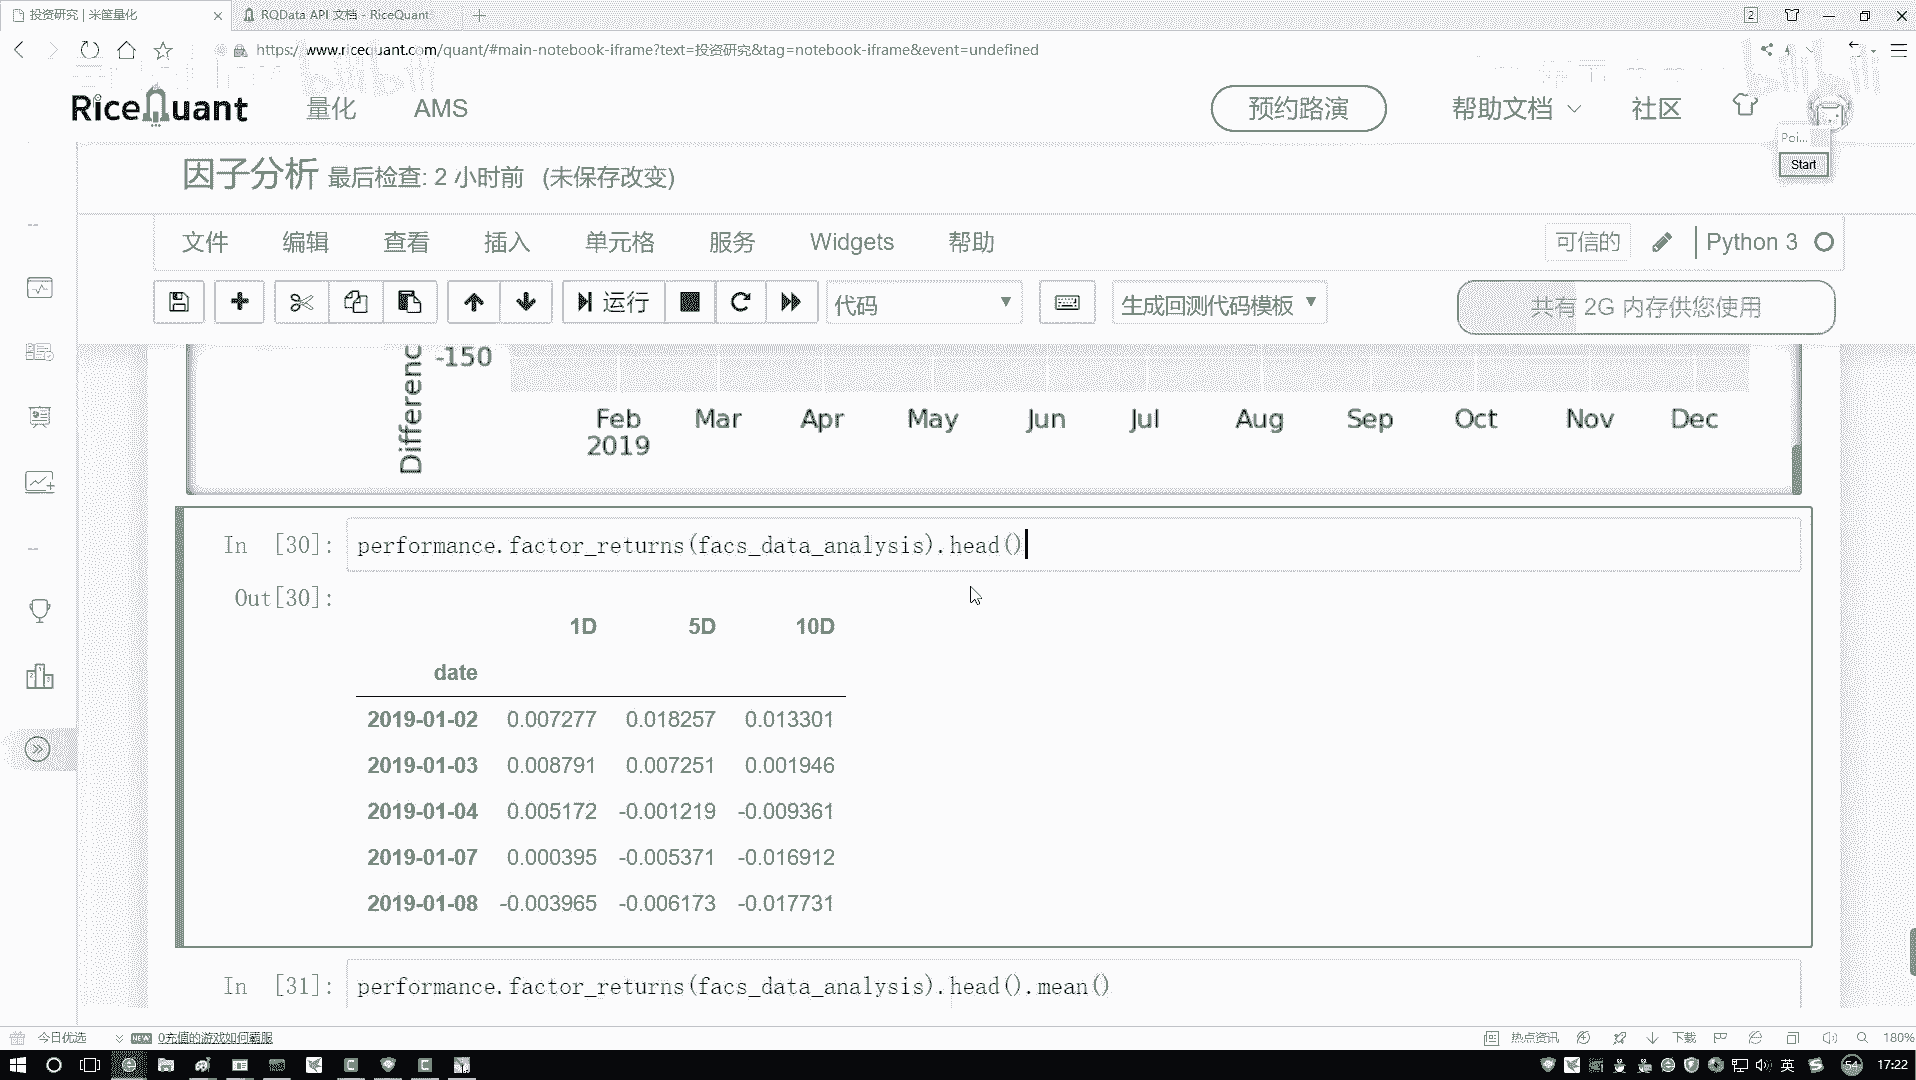 投资研究 | 米筐量化
RQData API 文档 - RiceQuant
2
https://www.ricequant.com/quant/#main-notebook-iframe?text=投资研究&tag=notebook-iframe&event=undefined
RiceQuant 量化 AMS 预约路演 帮助文档 社区
Poi...
Start
因子分析 最后检查: 2 小时前 (未保存改变)
文件 编辑 查看 插入 单元格 服务 Widgets 帮助 可信的 Python 3
运行 代码 生成回测代码模板 共有 2G 内存供您使用
Differenc
-150
Feb Mar Apr May Jun Jul Aug Sep Oct Nov Dec
2019
In [30]: performance.factor_returns(facs_data_analysis).head()
Out[30]:
1D 5D 10D
date
2019-01-02 0.007277 0.018257 0.013301
2019-01-03 0.008791 0.007251 0.001946
2019-01-04 0.005172 -0.001219 -0.009361
2019-01-07 0.000395 -0.005371 -0.016912
2019-01-08 -0.003965 -0.006173 -0.017731
In [31]: performance.factor_returns(facs_data_analysis).head().mean()
今日优选 NEW 0充值的游戏如何霸服 热点资讯 下载 180%
英 54 17:22